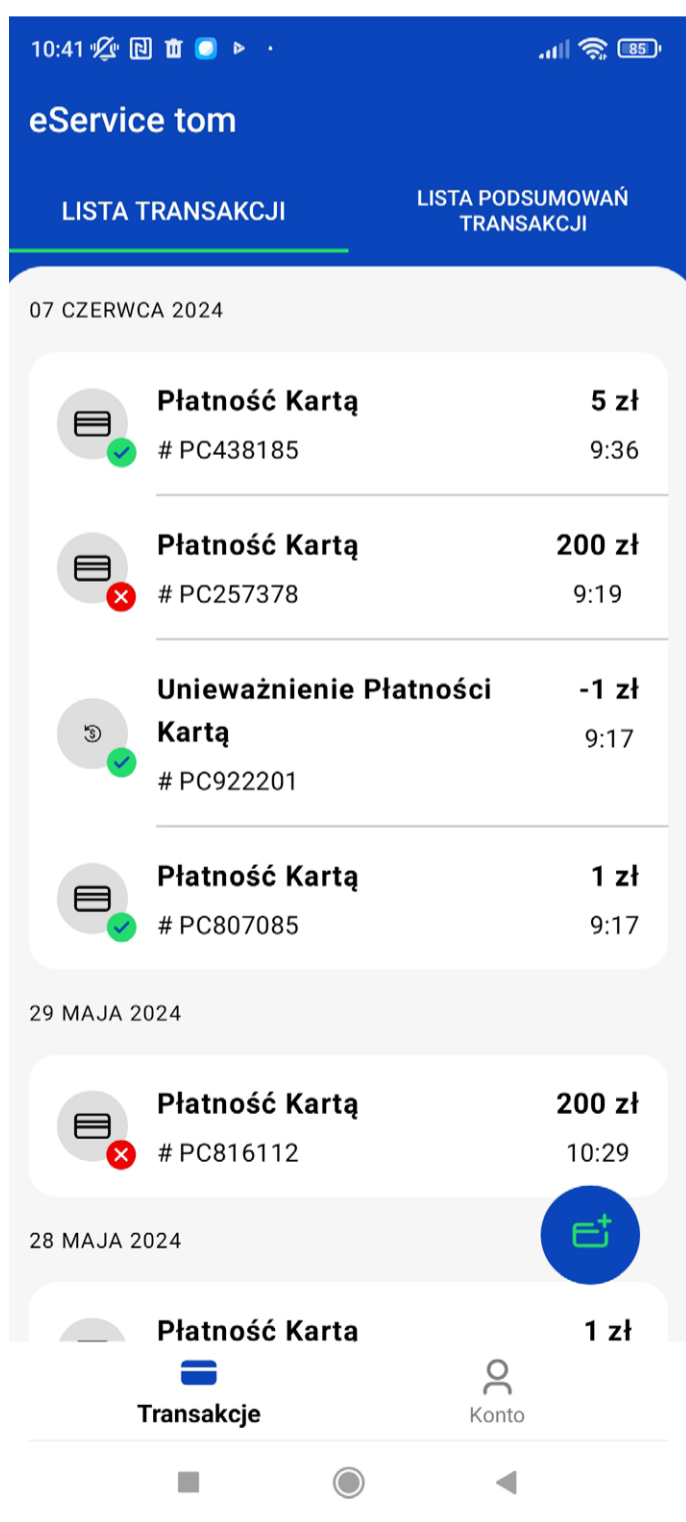 10:41
85
eService tom
LISTA TRANSAKCJI
LISTA PODSUMOWAŃ
TRANSAKCJI
07 CZERWCA 2024
Płatność Kartą 5 zł
# PC438185 9:36
Płatność Kartą 200 zł
# PC257378 9:19
Unieważnienie Płatności -1 zł
Kartą 9:17
# PC922201
Płatność Kartą 1 zł
# PC807085 9:17
29 MAJA 2024
Płatność Kartą 200 zł
# PC816112 10:29
28 MAJA 2024
Płatność Kartą 1 zł
Transakcje
Konto